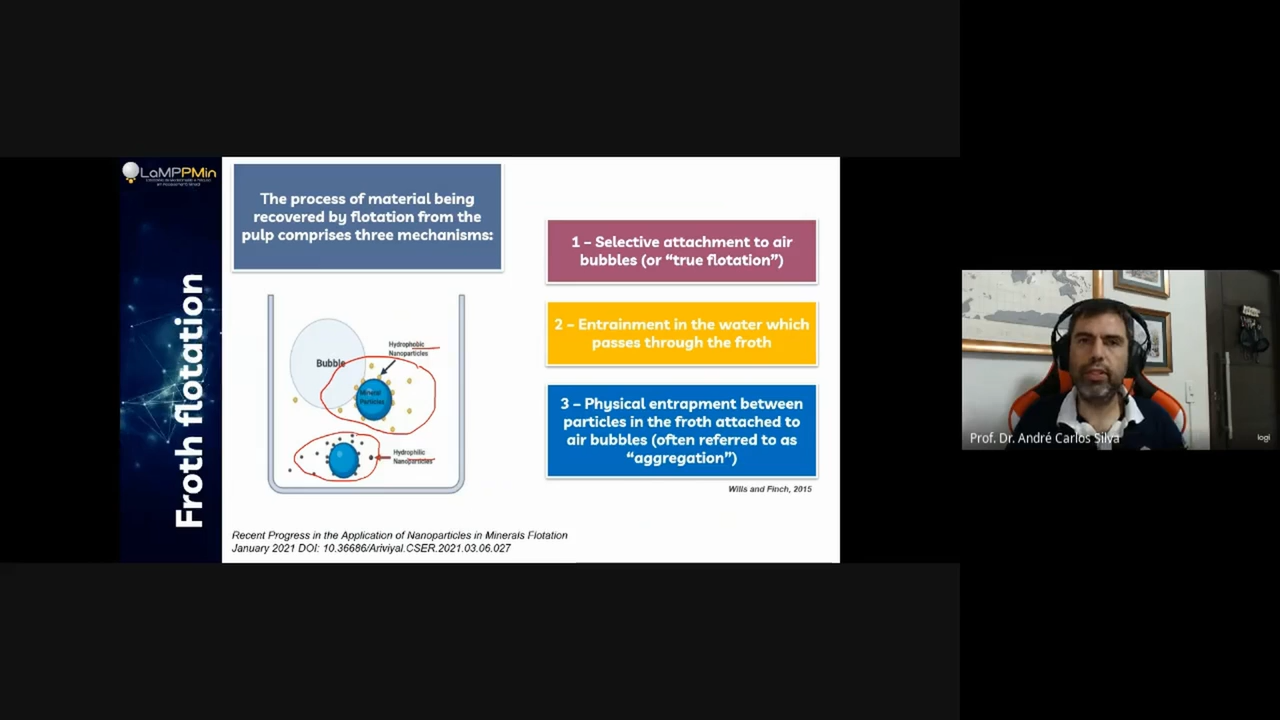 LaMPPMin
Froth flotation
The process of material being
recovered by flotation from the
pulp comprises three mechanisms:
Bubble
Hydrophobic
Nanoparticles
Mineral
Particles
Hydrophilic
Nanoparticles
1 – Selective attachment to air
bubbles (or “true flotation”)
2 – Entrainment in the water which
passes through the froth
3 – Physical entrapment between
particles in the froth attached to
air bubbles (often referred to as
“aggregation”)
Wills and Finch, 2015
Recent Progress in the Application of Nanoparticles in Minerals Flotation
January 2021 DOI: 10.36686/Ariviyal.CSER.2021.03.06.027
Prof. Dr. André Carlos Silva
logi